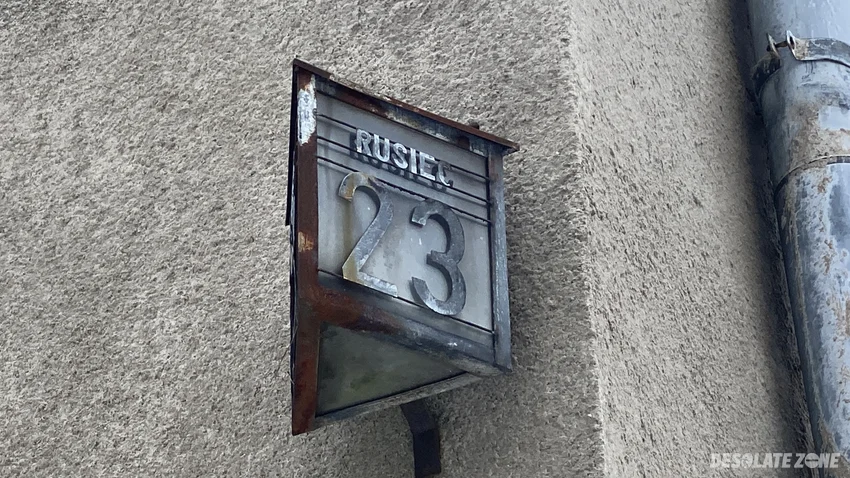 RUSIEC
23
DESOLATE ZONE